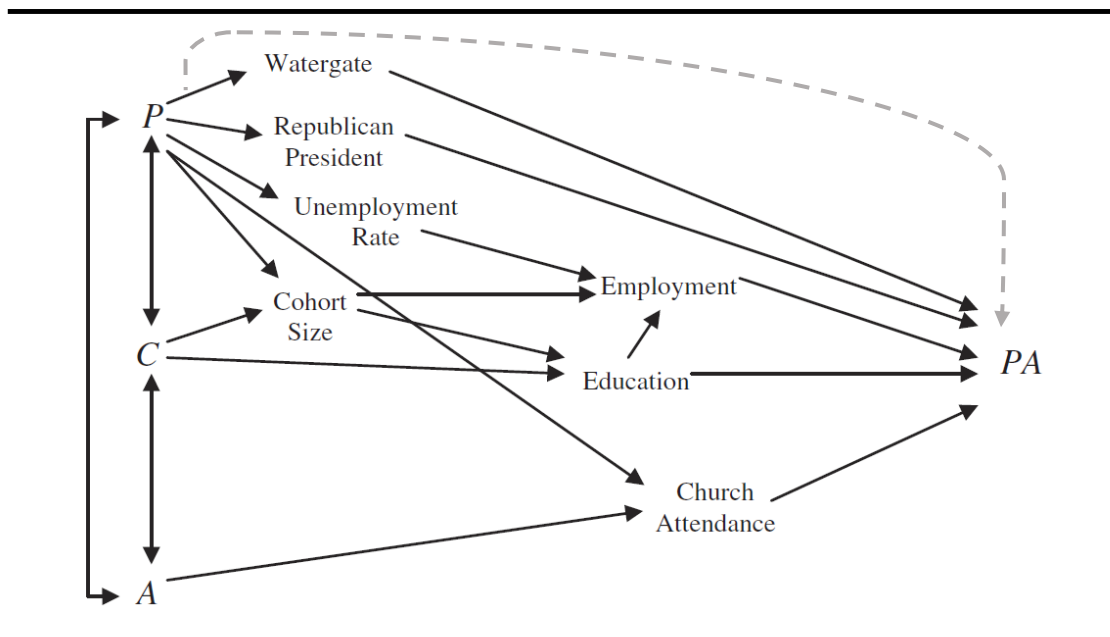 Watergate
P
Republican
President
Unemployment
Rate
Employment
Cohort
Size
C
PA
Education
Church
Attendance
A